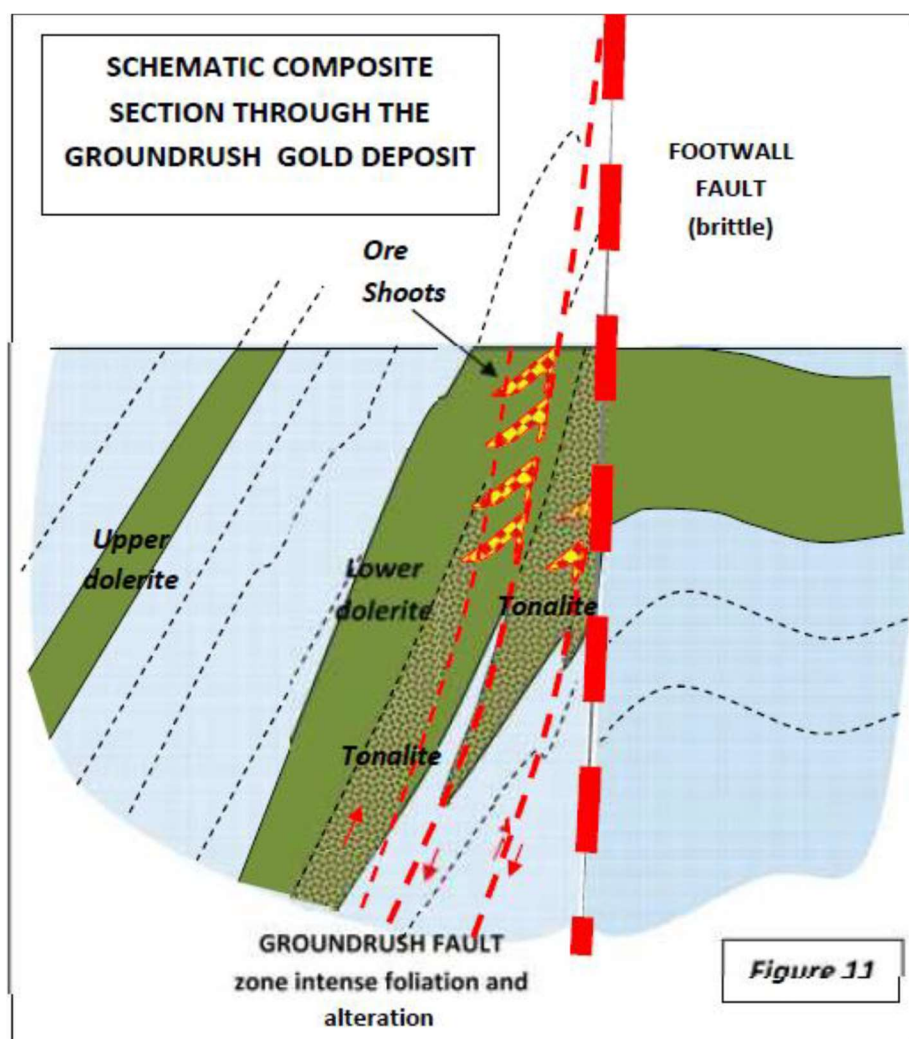 SCHEMATIC COMPOSITE
SECTION THROUGH THE
GROUNDRUSH GOLD DEPOSIT
FOOTWALL
FAULT
(brittle)
Ore
Shoots
Upper
dolerite
Lower
dolerite
Tonalite
Tonalite
GROUNDRUSH FAULT
zone intense foliation and
alteration
Figure 11